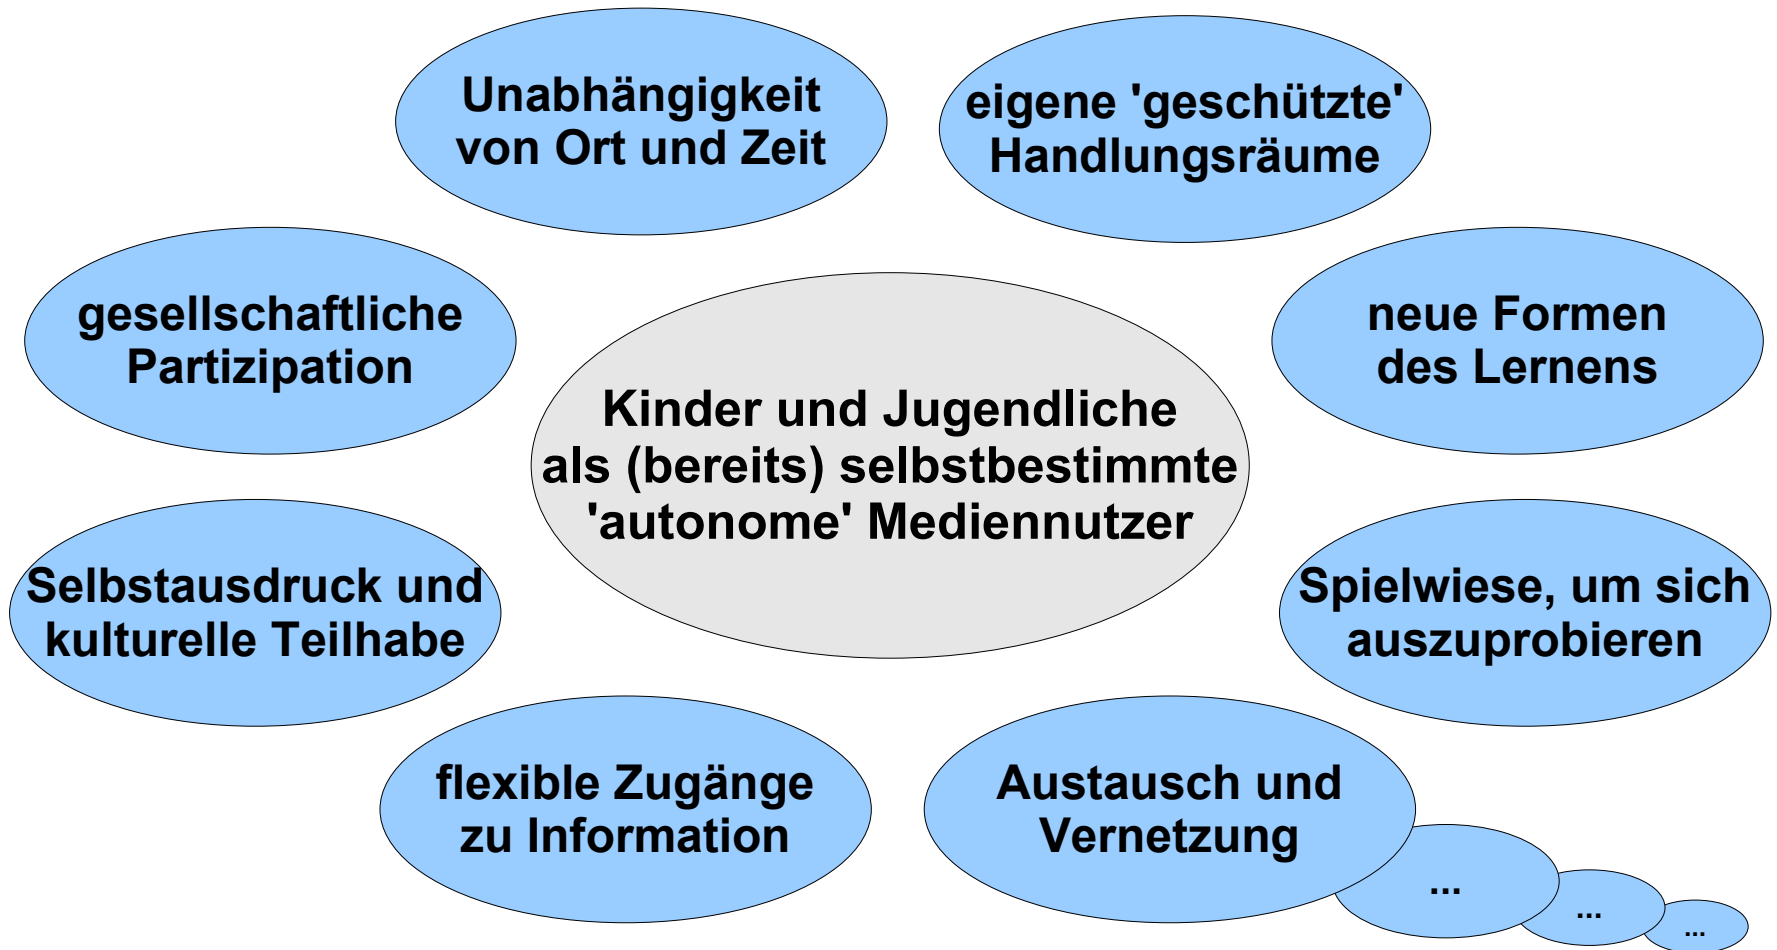 Unabhängigkeit
von Ort und Zeit
eigene 'geschützte'
Handlungsräume
gesellschaftliche
Partizipation
neue Formen
des Lernens
Kinder und Jugendliche
als (bereits) selbstbestimmte
'autonome' Mediennutzer
Selbstausdruck und
kulturelle Teilhabe
Spielwiese, um sich
auszuprobieren
flexible Zugänge
zu Information
Austausch und
Vernetzung
...
...
...